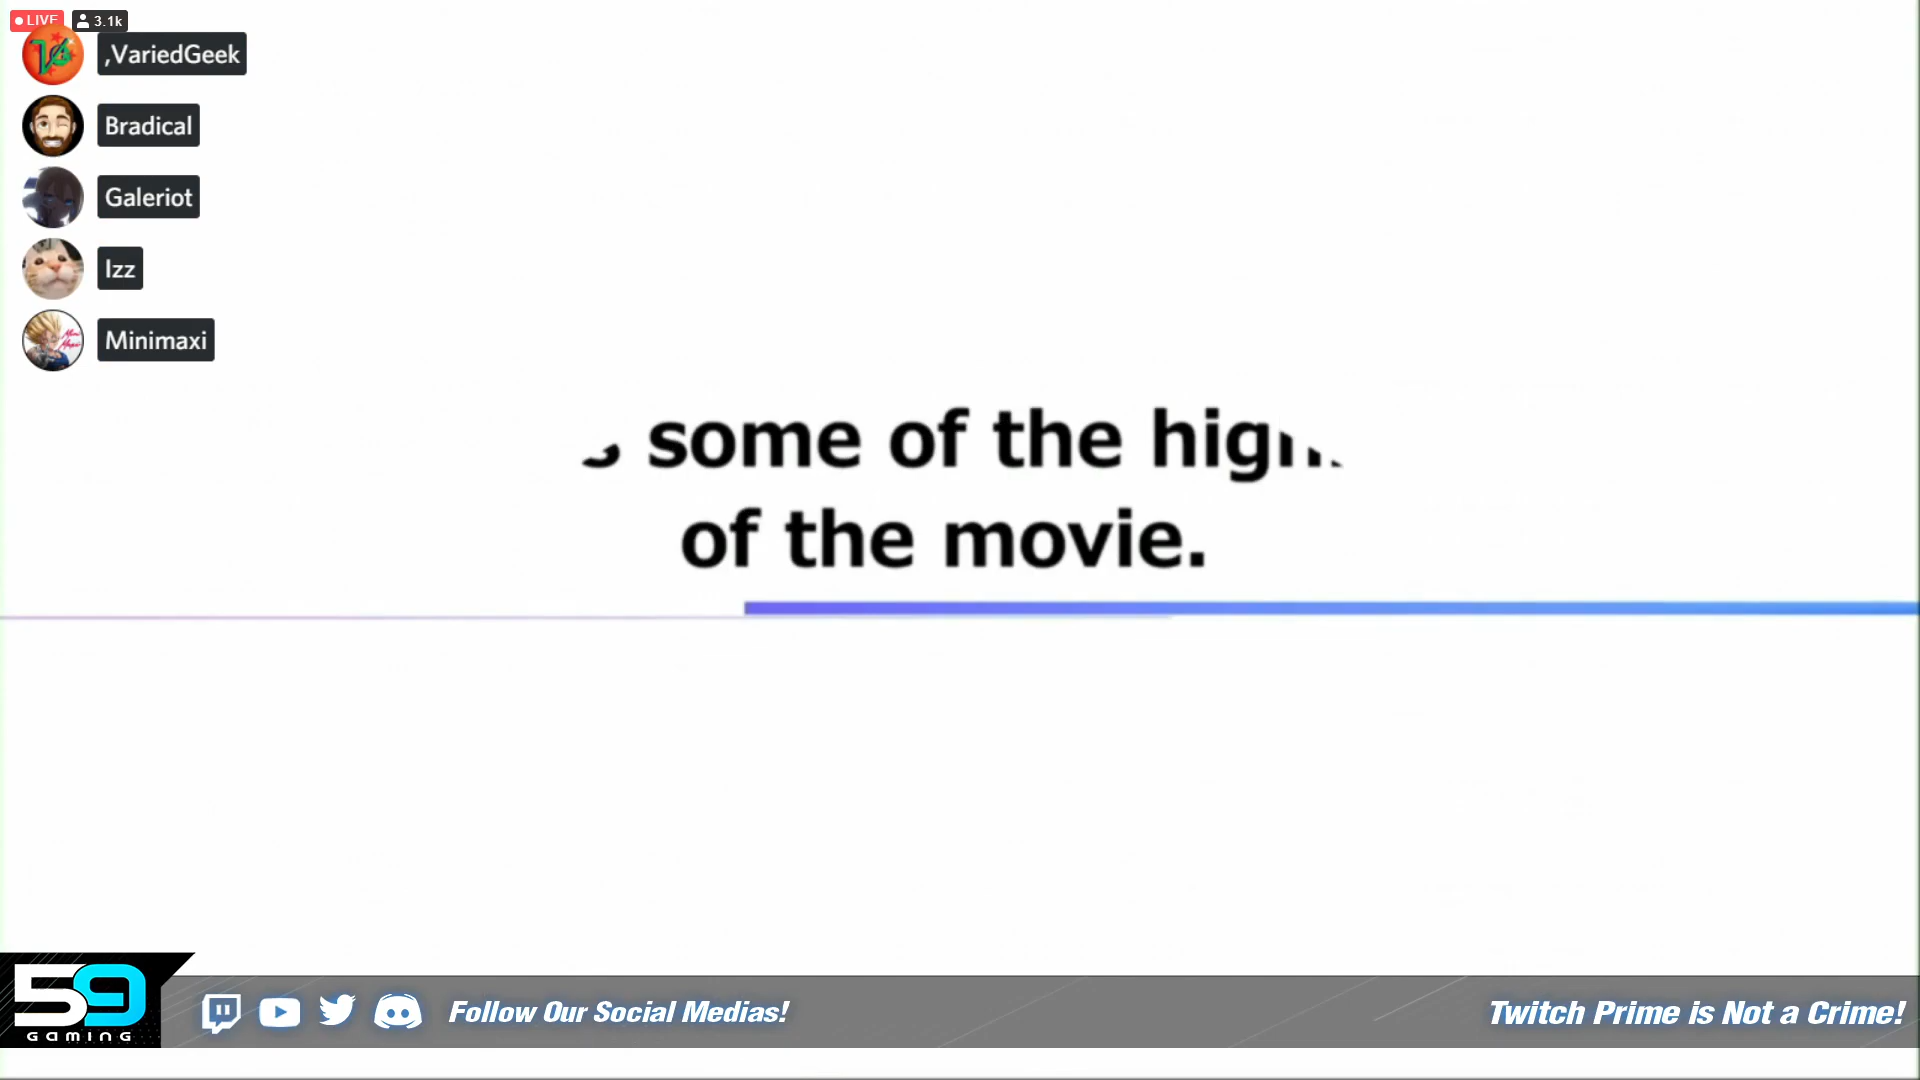 LIVE 3.1k
,VariedGeek
Bradical
Galeriot
Izz
Minimaxi
some of the
of the movie.
59
GAMING
Follow Our Social Medias!
Twitch Prime is Not a Crime!